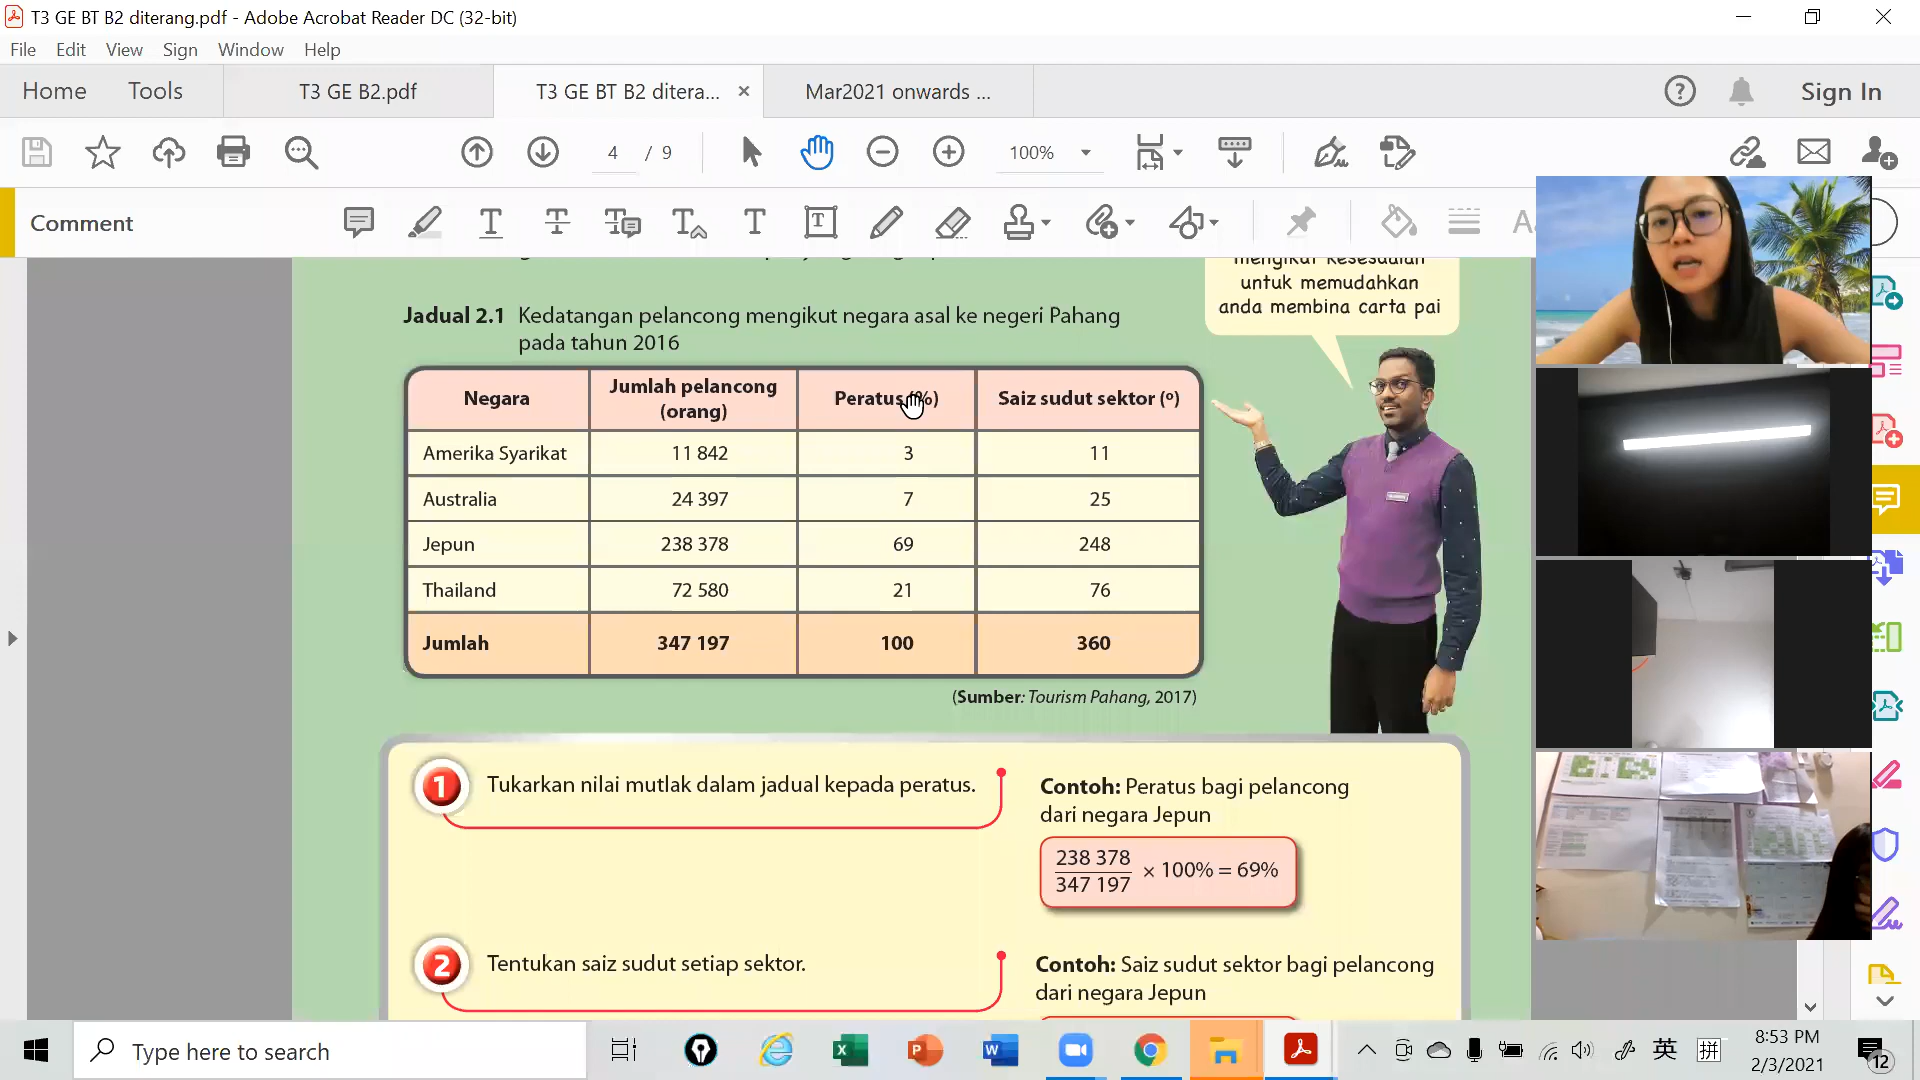 T3 GE BT B2 diterang.pdf - Adobe Acrobat Reader DC (32-bit)
File Edit View Sign Window Help
Home Tools T3 GE B2.pdf T3 GE BT B2 ditera... × Mar2021 onwards ... Sign In
4 / 9 100%
Comment
mengikut kesesuaian
untuk memudahkan
anda membina carta pai
Jadual 2.1 Kedatangan pelancong mengikut negara asal ke negeri Pahang
pada tahun 2016
Negara Jumlah pelancong (orang) Peratus (%) Saiz sudut sektor (º)
Amerika Syarikat 11 842 3 11
Australia 24 397 7 25
Jepun 238 378 69 248
Thailand 72 580 21 76
Jumlah 347 197 100 360
(Sumber: Tourism Pahang, 2017)
1 Tukarkan nilai mutlak dalam jadual kepada peratus.
Contoh: Peratus bagi pelancong
dari negara Jepun
238 378
347 197
× 100% = 69%
2 Tentukan saiz sudut setiap sektor.
Contoh: Saiz sudut sektor bagi pelancong
dari negara Jepun
Type here to search
英 拼 8:53 PM
2/3/2021
12